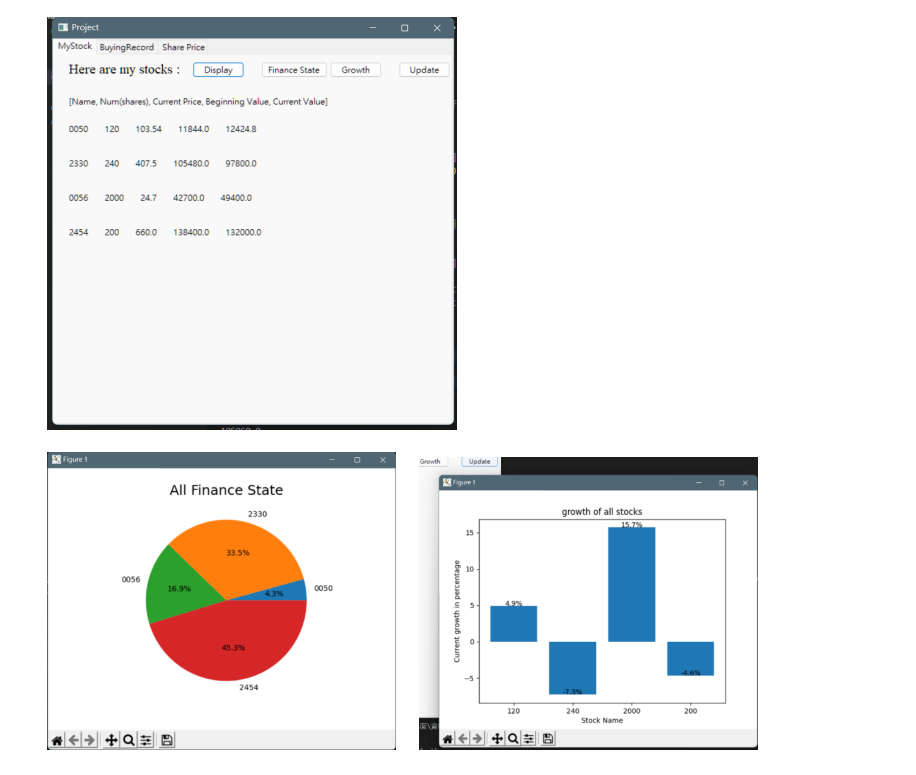 Project
MyStock BuyingRecord Share Price
Here are my stocks : Display Finance State Growth Update
[Name, Num(shares), Current Price, Beginning Value, Current Value]
0050 120 103.54 11844.0 12424.8
2330 240 407.5 105480.0 97800.0
0056 2000 24.7 42700.0 49400.0
2454 200 660.0 138400.0 132000.0
Figure 1
All Finance State
2330
33.5%
0056
16.9%
4.3%
0050
45.3%
2454
Growth Update
Figure 1
growth of all stocks
15.7%
15
10
Current growth in percentage
5
4.9%
0
-5
-4.6%
-7.3%
120 240 2000 200
Stock Name